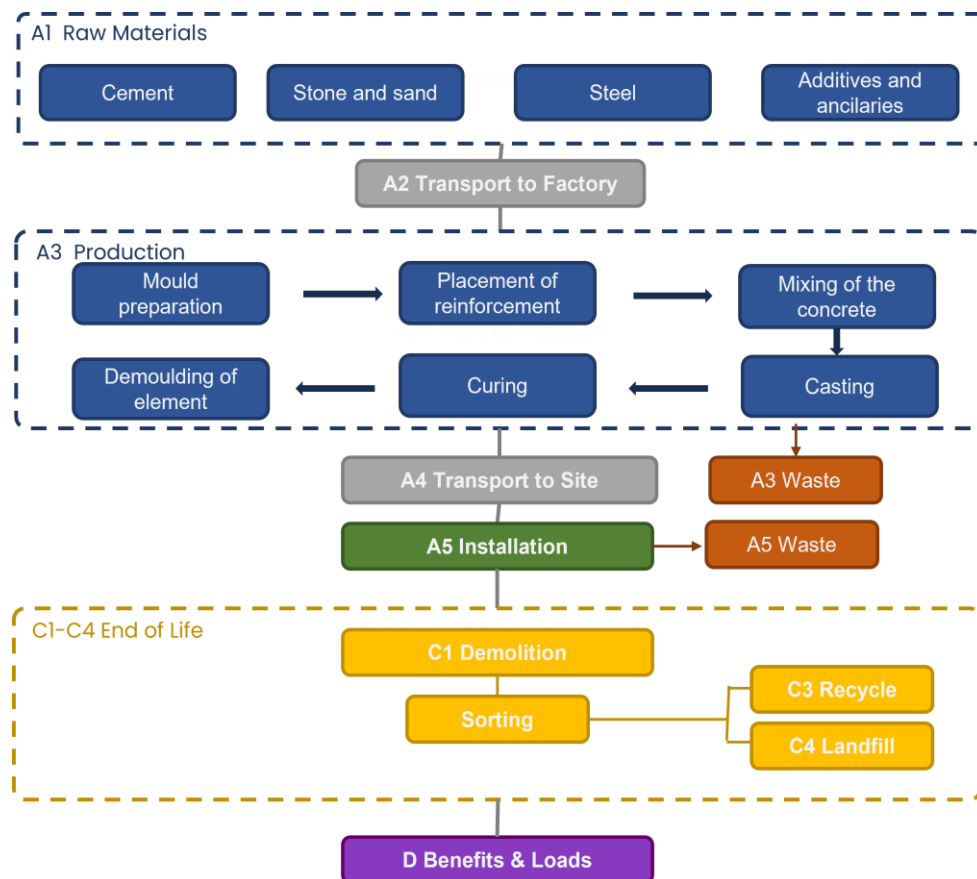 A1 Raw Materials
Cement
Stone and sand
Steel
Additives and
ancilaries
A2 Transport to Factory
A3 Production
Mould
preparation
Placement of
reinforcement
Mixing of the
concrete
Demoulding of
element
Curing
Casting
A4 Transport to Site
A3 Waste
A5 Installation
A5 Waste
C1-C4 End of Life
C1 Demolition
C3 Recycle
Sorting
C4 Landfill
D Benefits & Loads